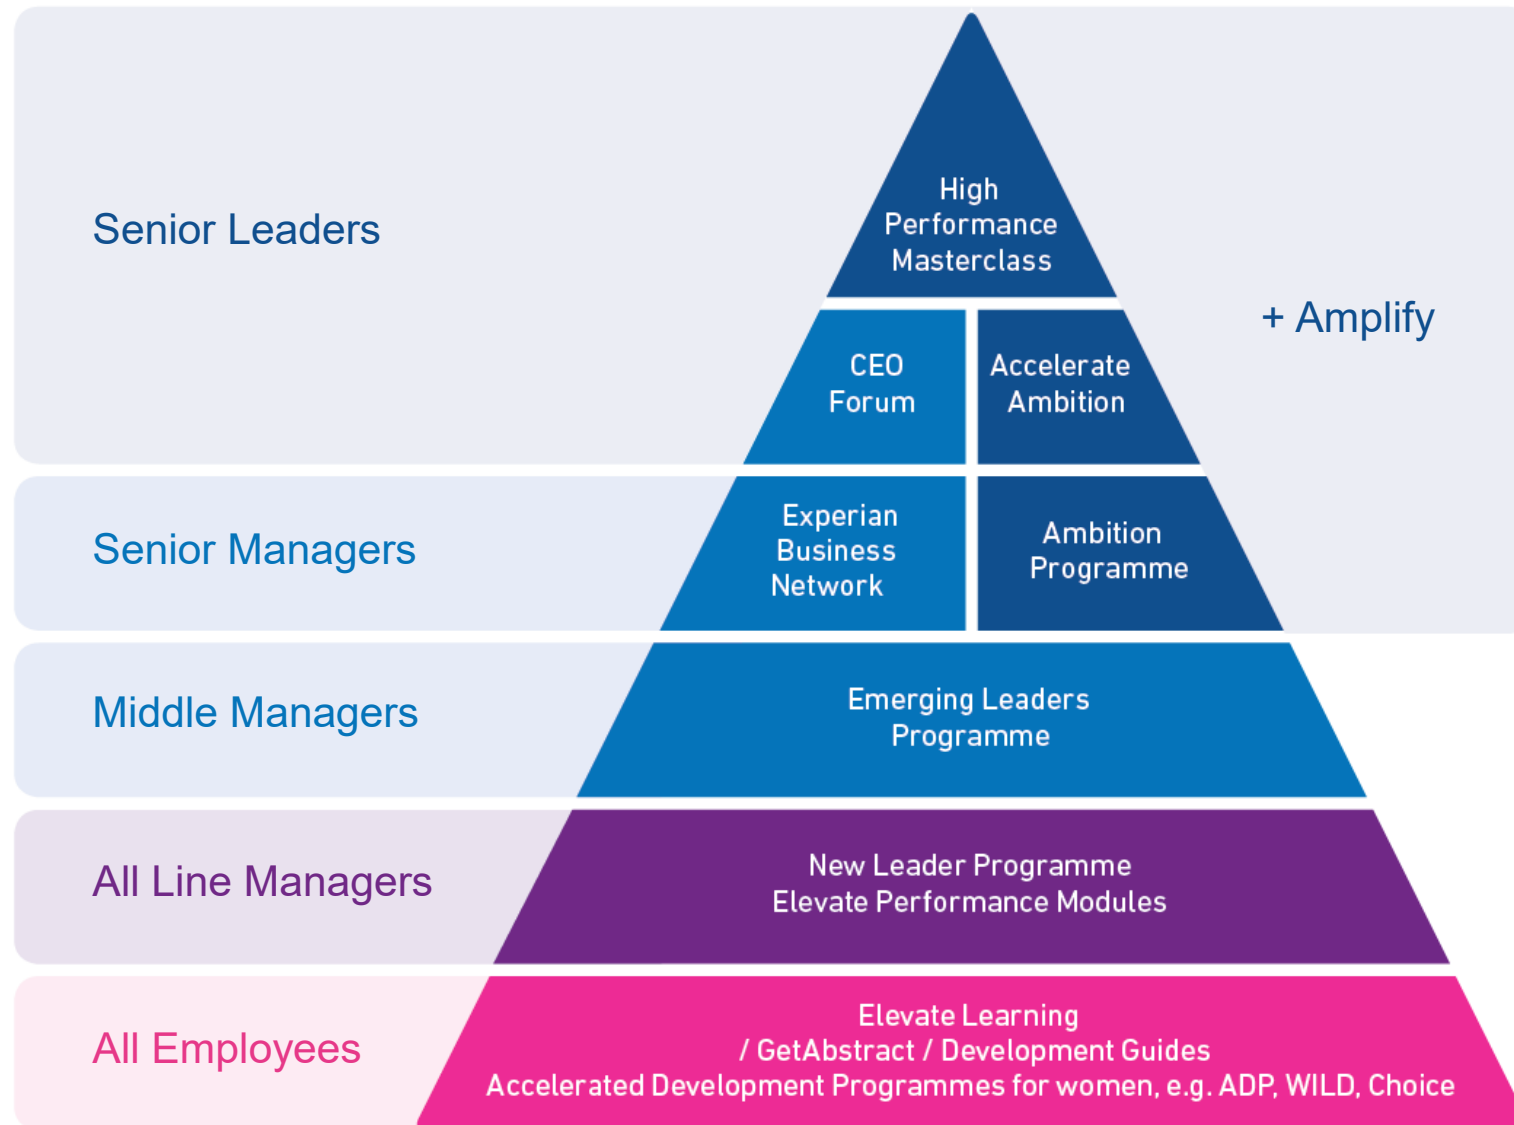 Senior Leaders
High
Performance
Masterclass
CEO
Forum
Accelerate
Ambition
+ Amplify
Senior Managers
Experian
Business
Network
Ambition
Programme
Middle Managers
Emerging Leaders
Programme
All Line Managers
New Leader Programme
Elevate Performance Modules
All Employees
Elevate Learning
/ GetAbstract / Development Guides
Accelerated Development Programmes for women, e.g. ADP, WILD, Choice